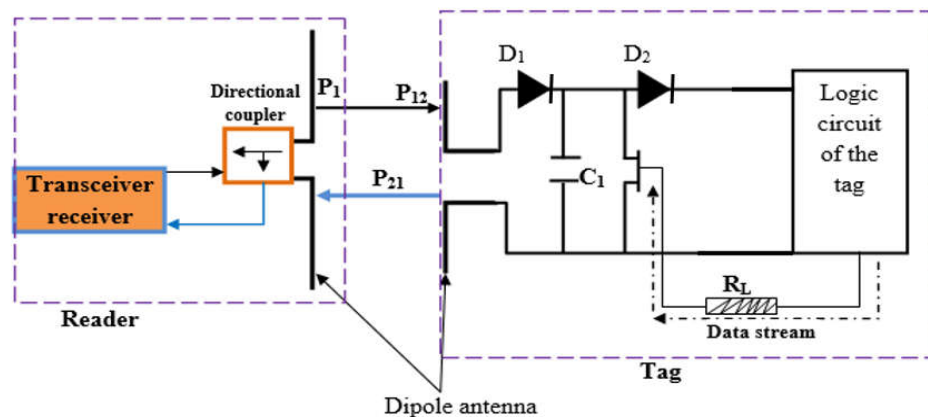 Directional
coupler
P1
P12
P21
Transceiver
receiver
Reader
D1
D2
C1
Logic
circuit
of the
tag
RL
Data stream
Tag
Dipole antenna